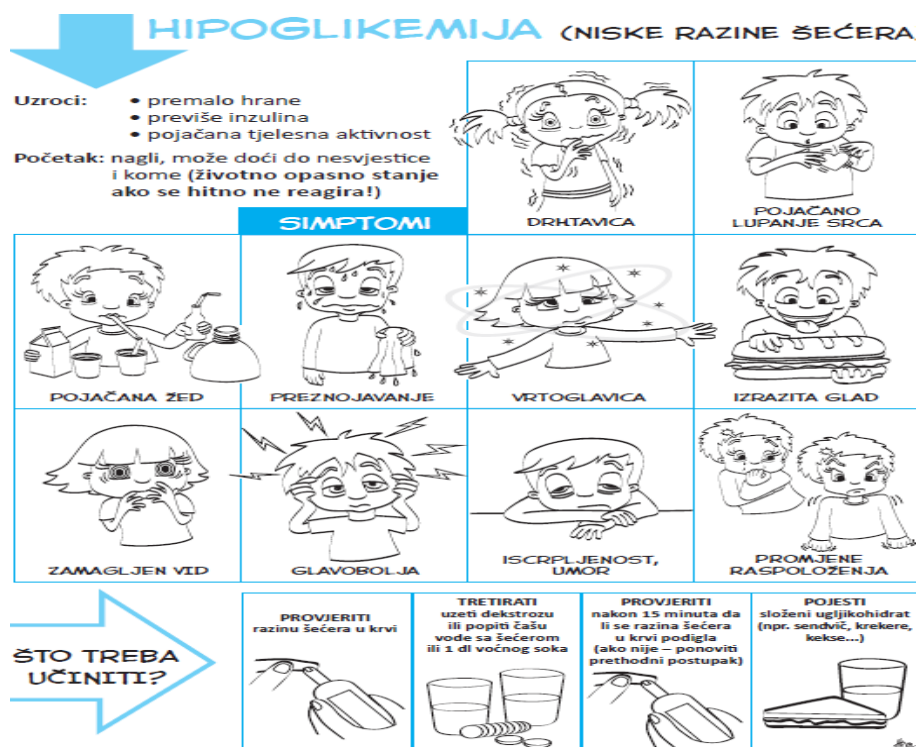 HIPOGLIKEMIJA (NISKE RAZINE ŠEĆERA
Uzroci: • premalo hrane
• previše inzulina
• pojačana tjelesna aktivnost
Početak: nagli, može doći do nesvjestice
i kome (životno opasno stanje
ako se hitno ne reagira!)
SIMPTOMI
DRHTAVICA
POJAČANO
LUPANJE SRCA
POJAČANA ŽEĐ
PREZNOJAVANJE
VRTOGLAVICA
IZRAZITA GLAD
ZAMAGLJEN VID
GLAVOBOLJA
ISCRPLJENOST,
UMOR
PROMJENE
RASPOLOŽENJA
ŠTO TREBA
UČINITI?
PROVJERITI
razinu šećera u krvi
TRETIRATI
uzeti dekstrozu
ili popiti čašu
vode sa šećerom
ili 1 dl voćnog soka
PROVJERITI
nakon 15 minuta da
li se razina šećera
u krvi podigla
(ako nije – ponoviti
prethodni postupak)
POJESTI
složeni ugljikohidrat
(npr. sendvič, krekere,
kekse...)